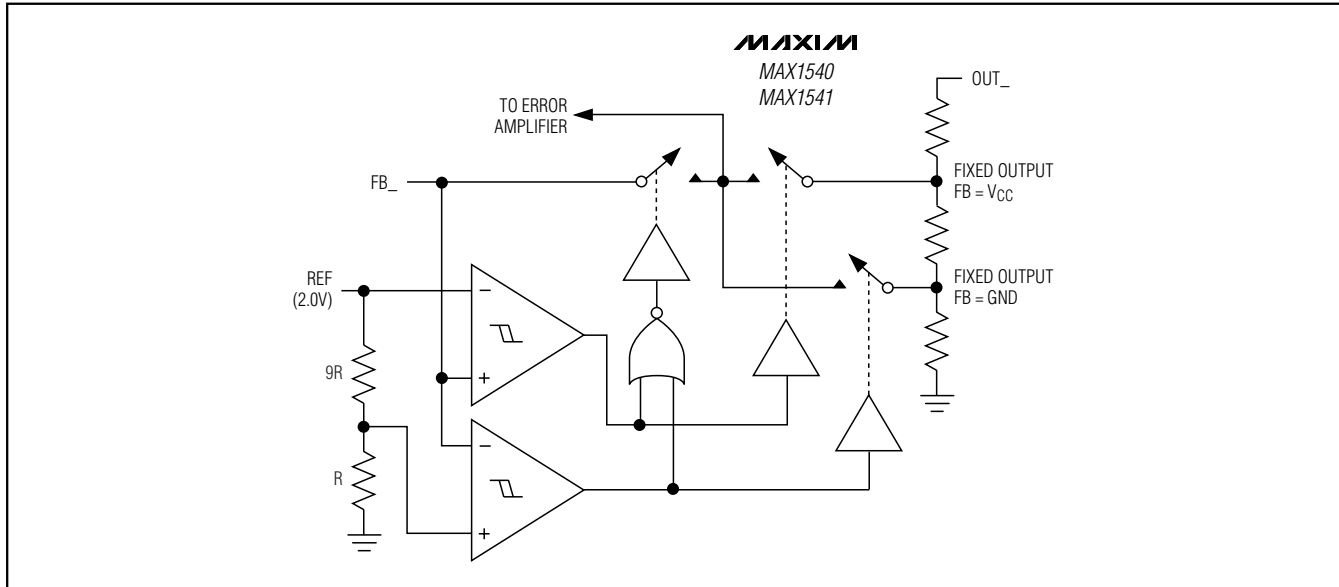 MAXIM
MAX1540
MAX1541
OUT_
TO ERROR
AMPLIFIER
FIXED OUTPUT
FB = VCC
FB_
REF
(2.0V)
FIXED OUTPUT
FB = GND
−
9R
+
−
R
+